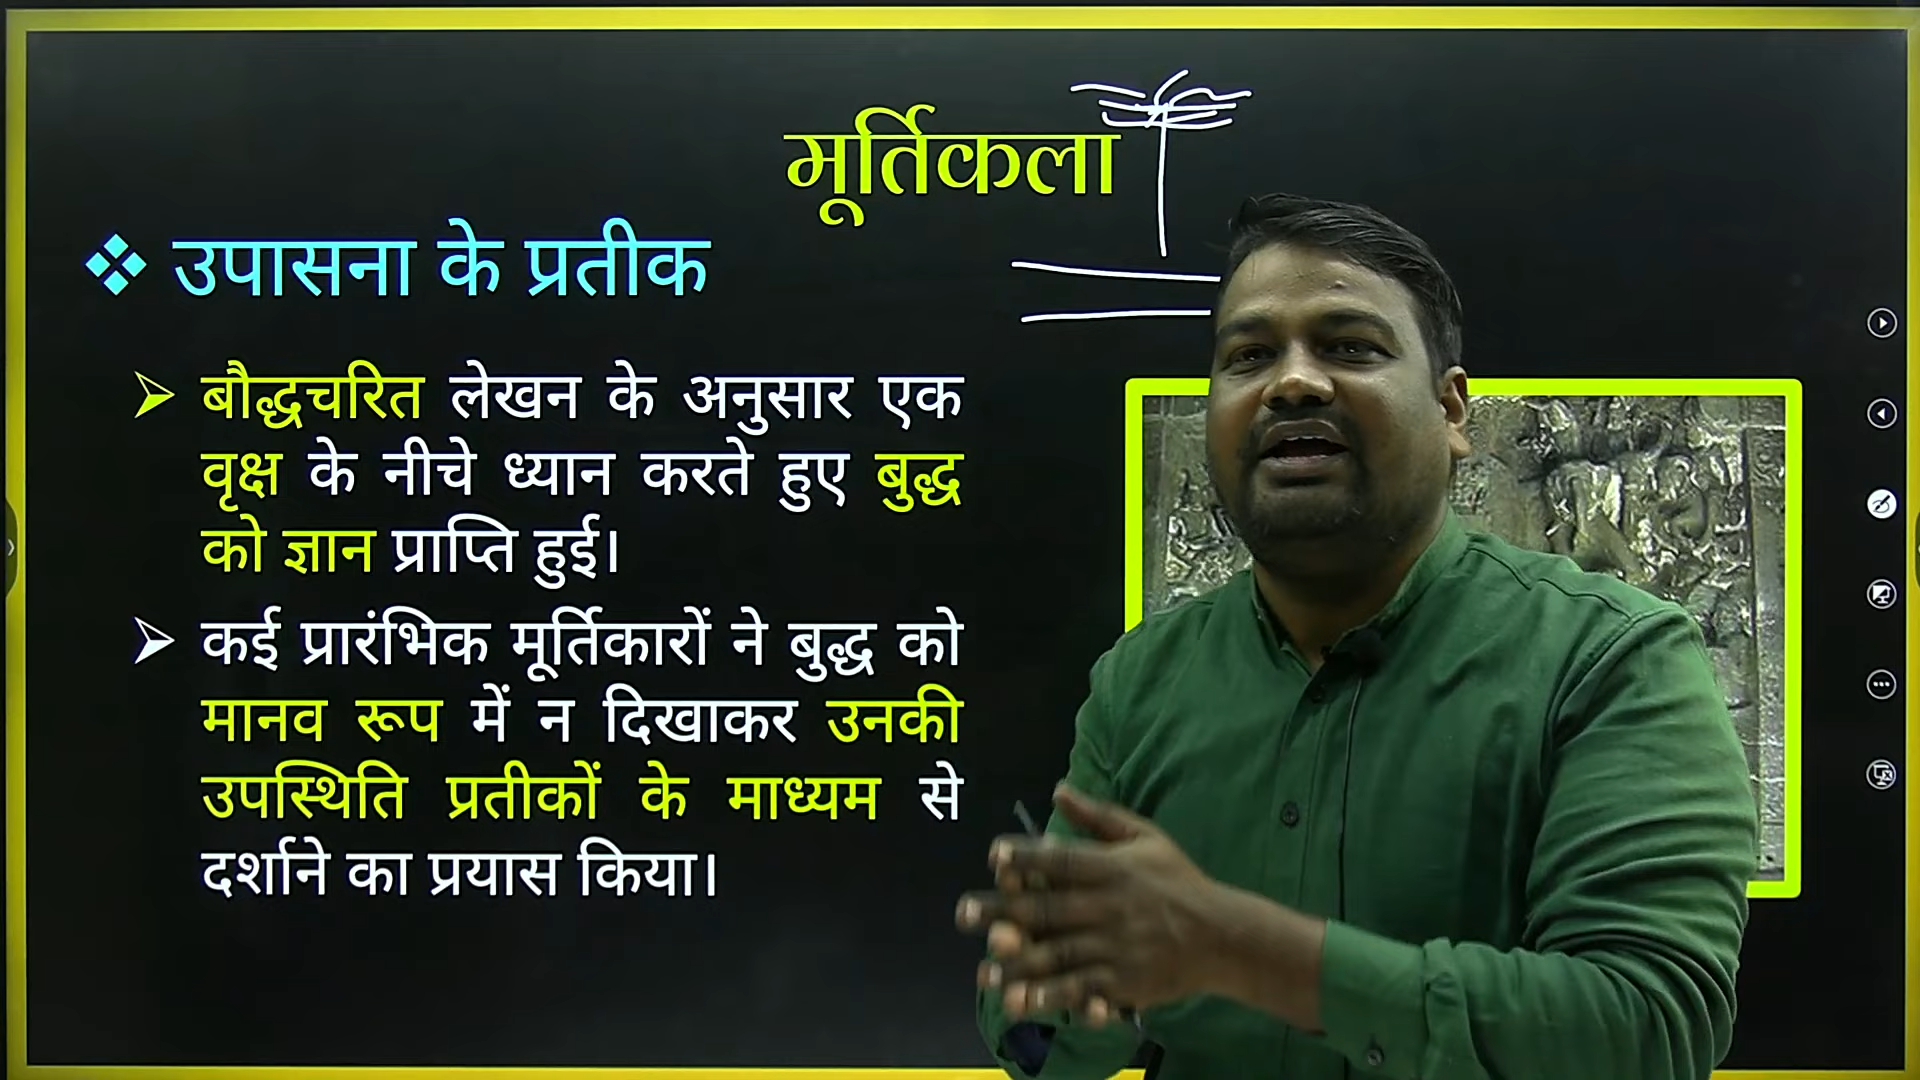 मूर्तिकला
उपासना के प्रतीक
बौद्धचरित लेखन के अनुसार एक
वृक्ष के नीचे ध्यान करते हुए बुद्ध
को ज्ञान प्राप्ति हुई।
कई प्रारंभिक मूर्तिकारों ने बुद्ध को
मानव रूप में न दिखाकर उनकी
उपस्थिति प्रतीकों के माध्यम से
दर्शाने का प्रयास किया।